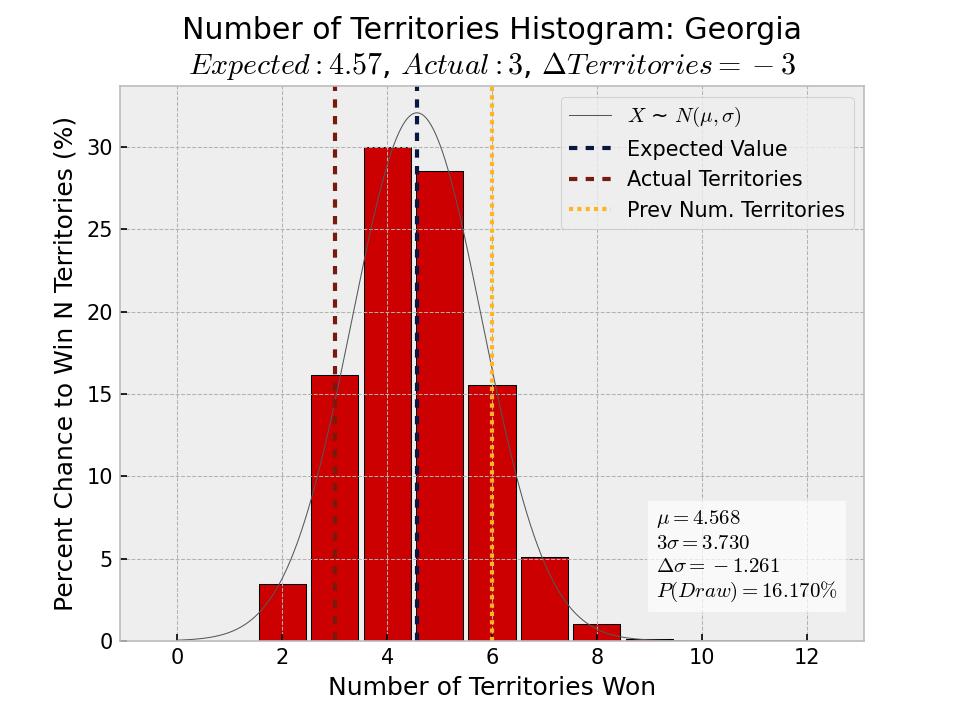 Number of Territories Histogram: Georgia
Expected : 4.57, Actual : 3, ΔTerritories = −3
X ~ N(μ, σ)
Expected Value
Actual Territories
Prev Num. Territories
Percent Chance to Win N Territories (%)
30
25
20
15
10
5
0
μ = 4.568
3σ = 3.730
Δσ = −1.261
P(Draw) = 16.170%
0 2 4 6 8 10 12
Number of Territories Won